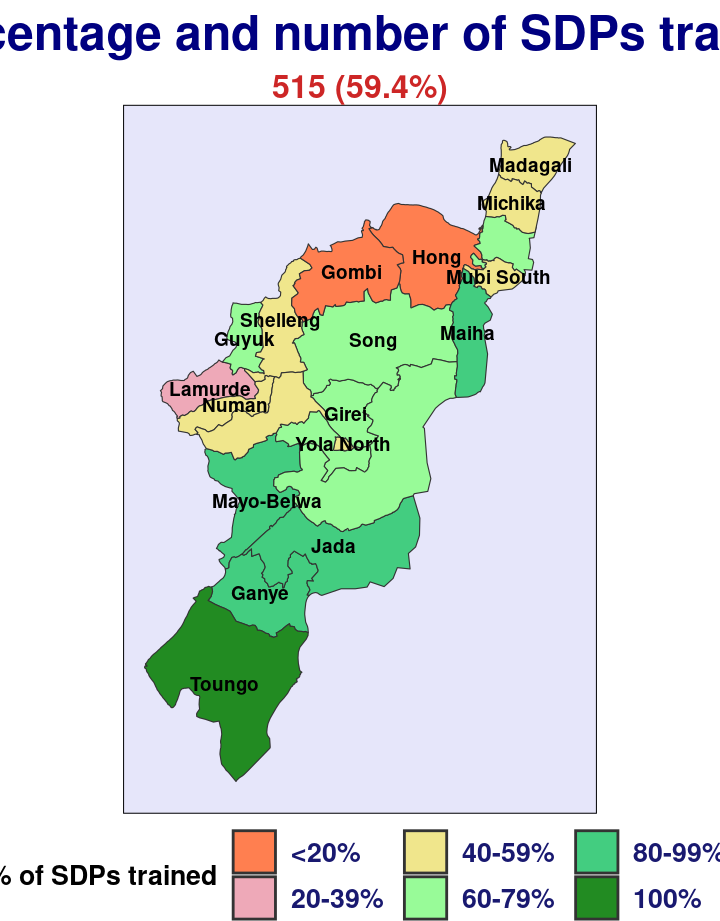 centage and number of SDPs tra
515 (59.4%)
Madagali
Michika
Hong
Gombi
Mubi South
Shelleng
Guyuk
Song
Maiha
Lamurde
Numan
Girei
Yola North
Mayo-Belwa
Jada
Ganye
Toungo
% of SDPs trained
<20%
40-59%
80-99%
20-39%
60-79%
100%